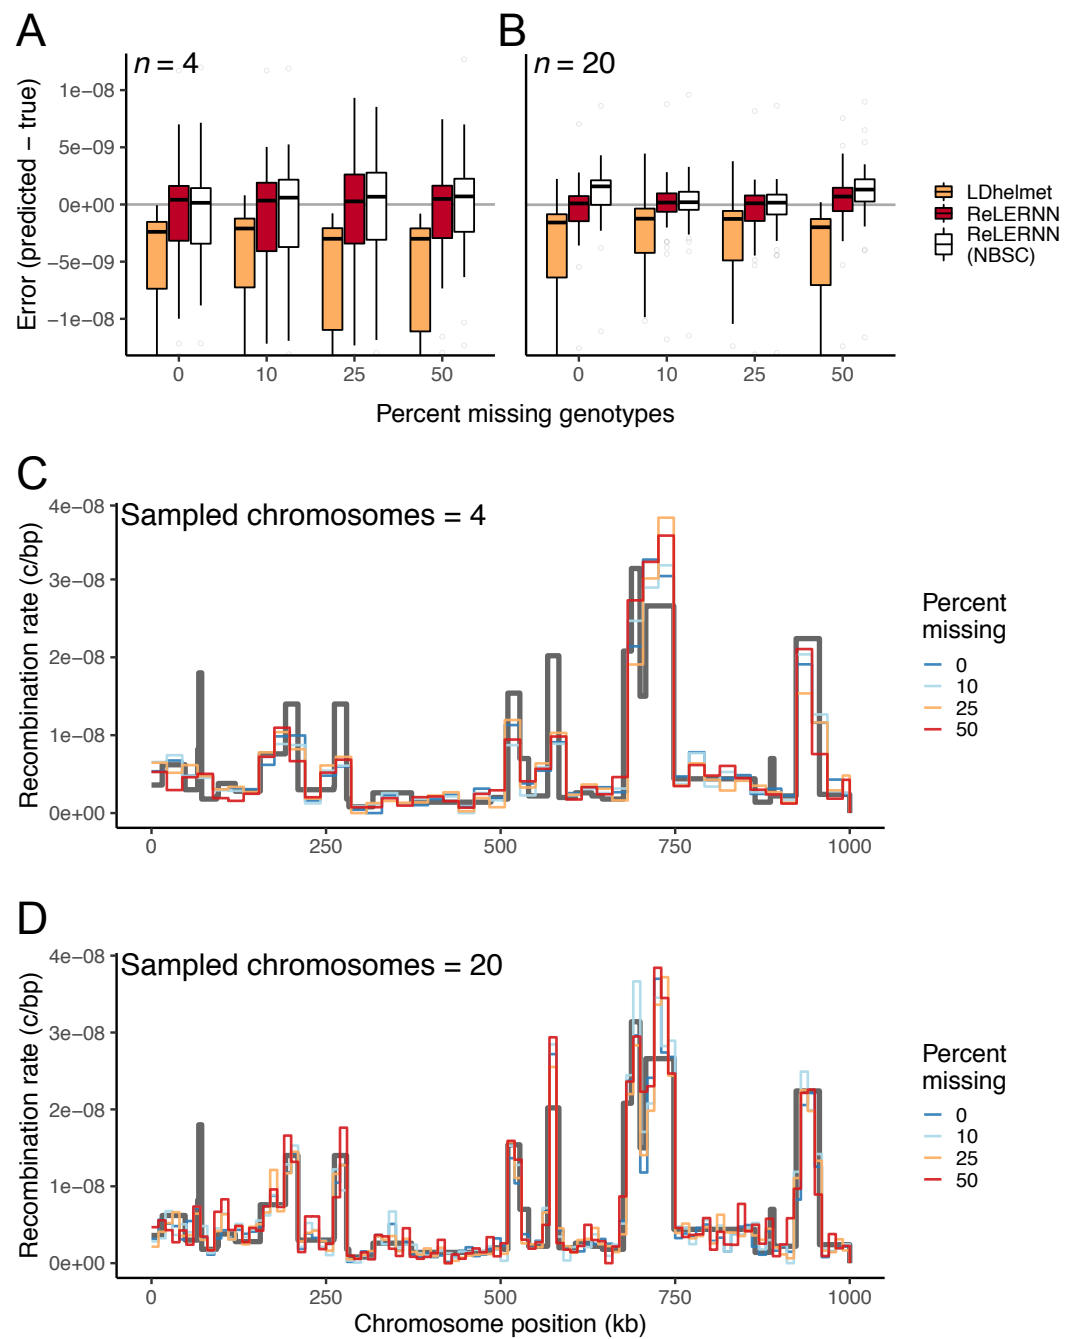 A
B
n = 4
n = 20
Error (predicted − true)
1e−08
5e−09
0e+00
−5e−09
−1e−08
0 10 25 50
0 10 25 50
Percent missing genotypes
LDhelmet
ReLERNN
ReLERNN
(NBSC)
C
Sampled chromosomes = 4
Recombination rate (c/bp)
4e−08
3e−08
2e−08
1e−08
0e+00
0 250 500 750 1000
Percent
missing
0
10
25
50
D
Sampled chromosomes = 20
Recombination rate (c/bp)
4e−08
3e−08
2e−08
1e−08
0e+00
0 250 500 750 1000
Chromosome position (kb)
Percent
missing
0
10
25
50